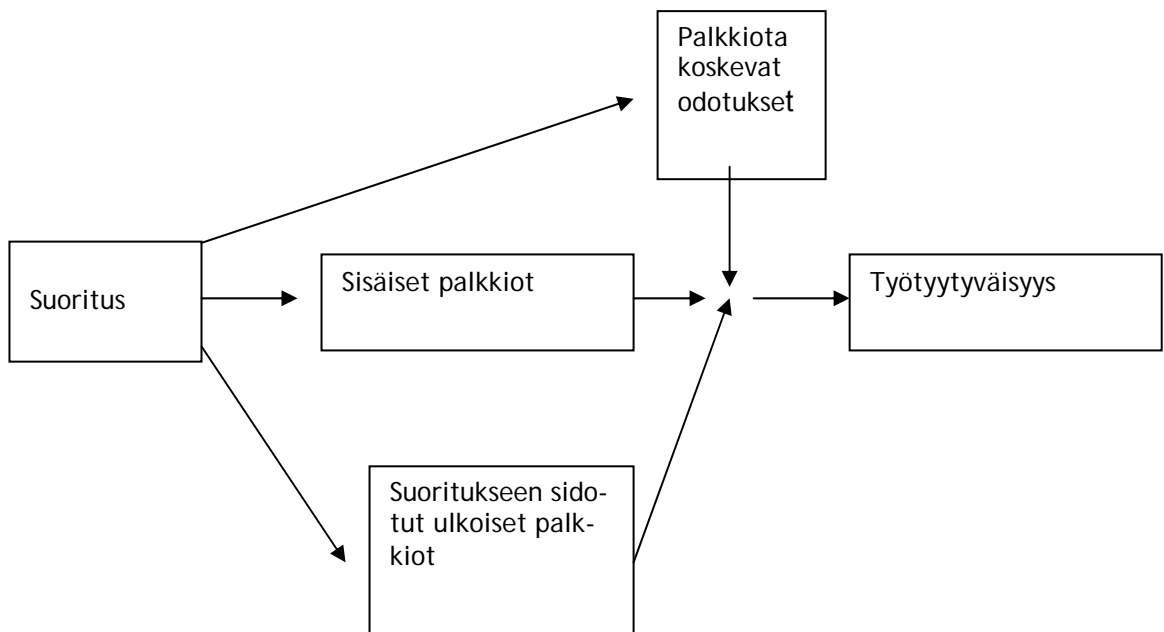 Palkkiota
koskevat
odotukset
Suoritus
Sisäiset palkkiot
Työtyytyväisyys
Suoritukseen sido-
tut ulkoiset palk-
kiot